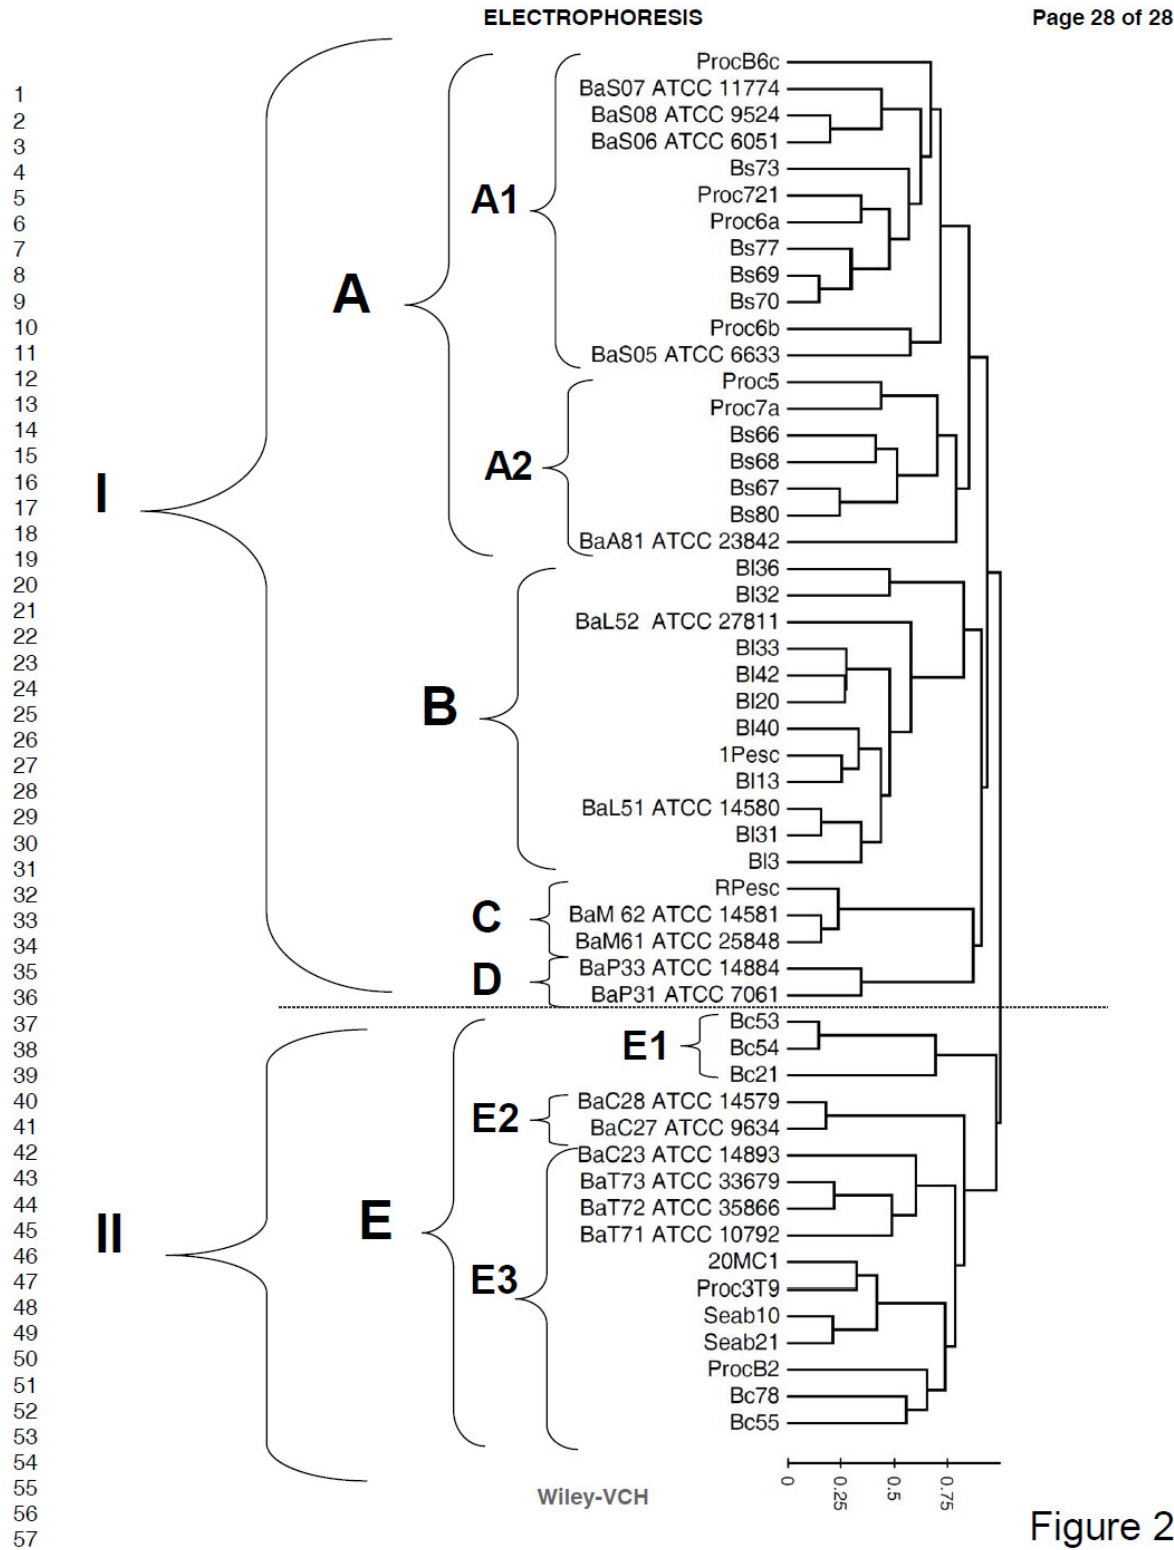 ELECTROPHORESIS
Page 28 of 28
1
2
3
4
5
6
7
8
9
10
11
12
13
14
15
16
17
18
19
20
21
22
23
24
25
26
27
28
29
30
31
32
33
34
35
36
37
38
39
40
41
42
43
44
45
46
47
48
49
50
51
52
53
54
55
56
57
I
II
A
B
C
D
E
A1
A2
E1
E2
E3
ProcB6c
BaS07 ATCC 11774
BaS08 ATCC 9524
BaS06 ATCC 6051
Bs73
Proc721
Proc6a
Bs77
Bs69
Bs70
Proc6b
BaS05 ATCC 6633
Proc5
Proc7a
Bs66
Bs68
Bs67
Bs80
BaA81 ATCC 23842
Bl36
Bl32
BaL52 ATCC 27811
Bl33
Bl42
Bl20
Bl40
1Pesc
Bl13
BaL51 ATCC 14580
Bl31
Bl3
RPesc
BaM 62 ATCC 14581
BaM61 ATCC 25848
BaP33 ATCC 14884
BaP31 ATCC 7061
Bc53
Bc54
Bc21
BaC28 ATCC 14579
BaC27 ATCC 9634
BaC23 ATCC 14893
BaT73 ATCC 33679
BaT72 ATCC 35866
BaT71 ATCC 10792
20MC1
Proc3T9
Seab10
Seab21
ProcB2
Bc78
Bc55
0
0.25
0.5
0.75
Wiley-VCH
Figure 2